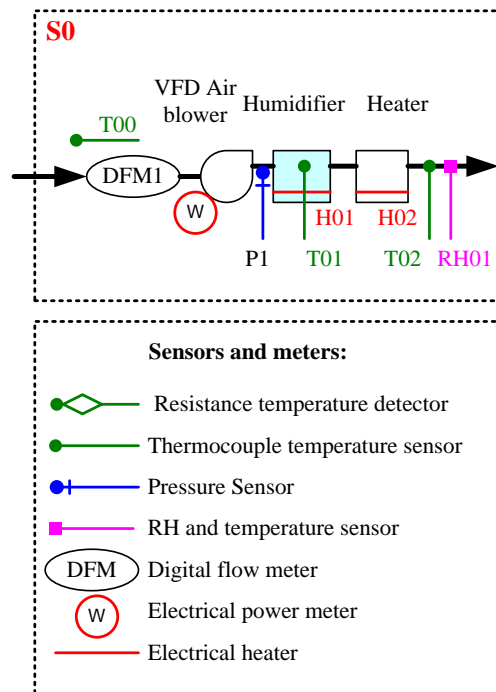 S0
VFD Air
blower
Humidifier
Heater
T00
DFM1
W
H01
H02
P1
T01
T02
RH01
Sensors and meters:
Resistance temperature detector
Thermocouple temperature sensor
Pressure Sensor
RH and temperature sensor
DFM
Digital flow meter
W
Electrical power meter
Electrical heater